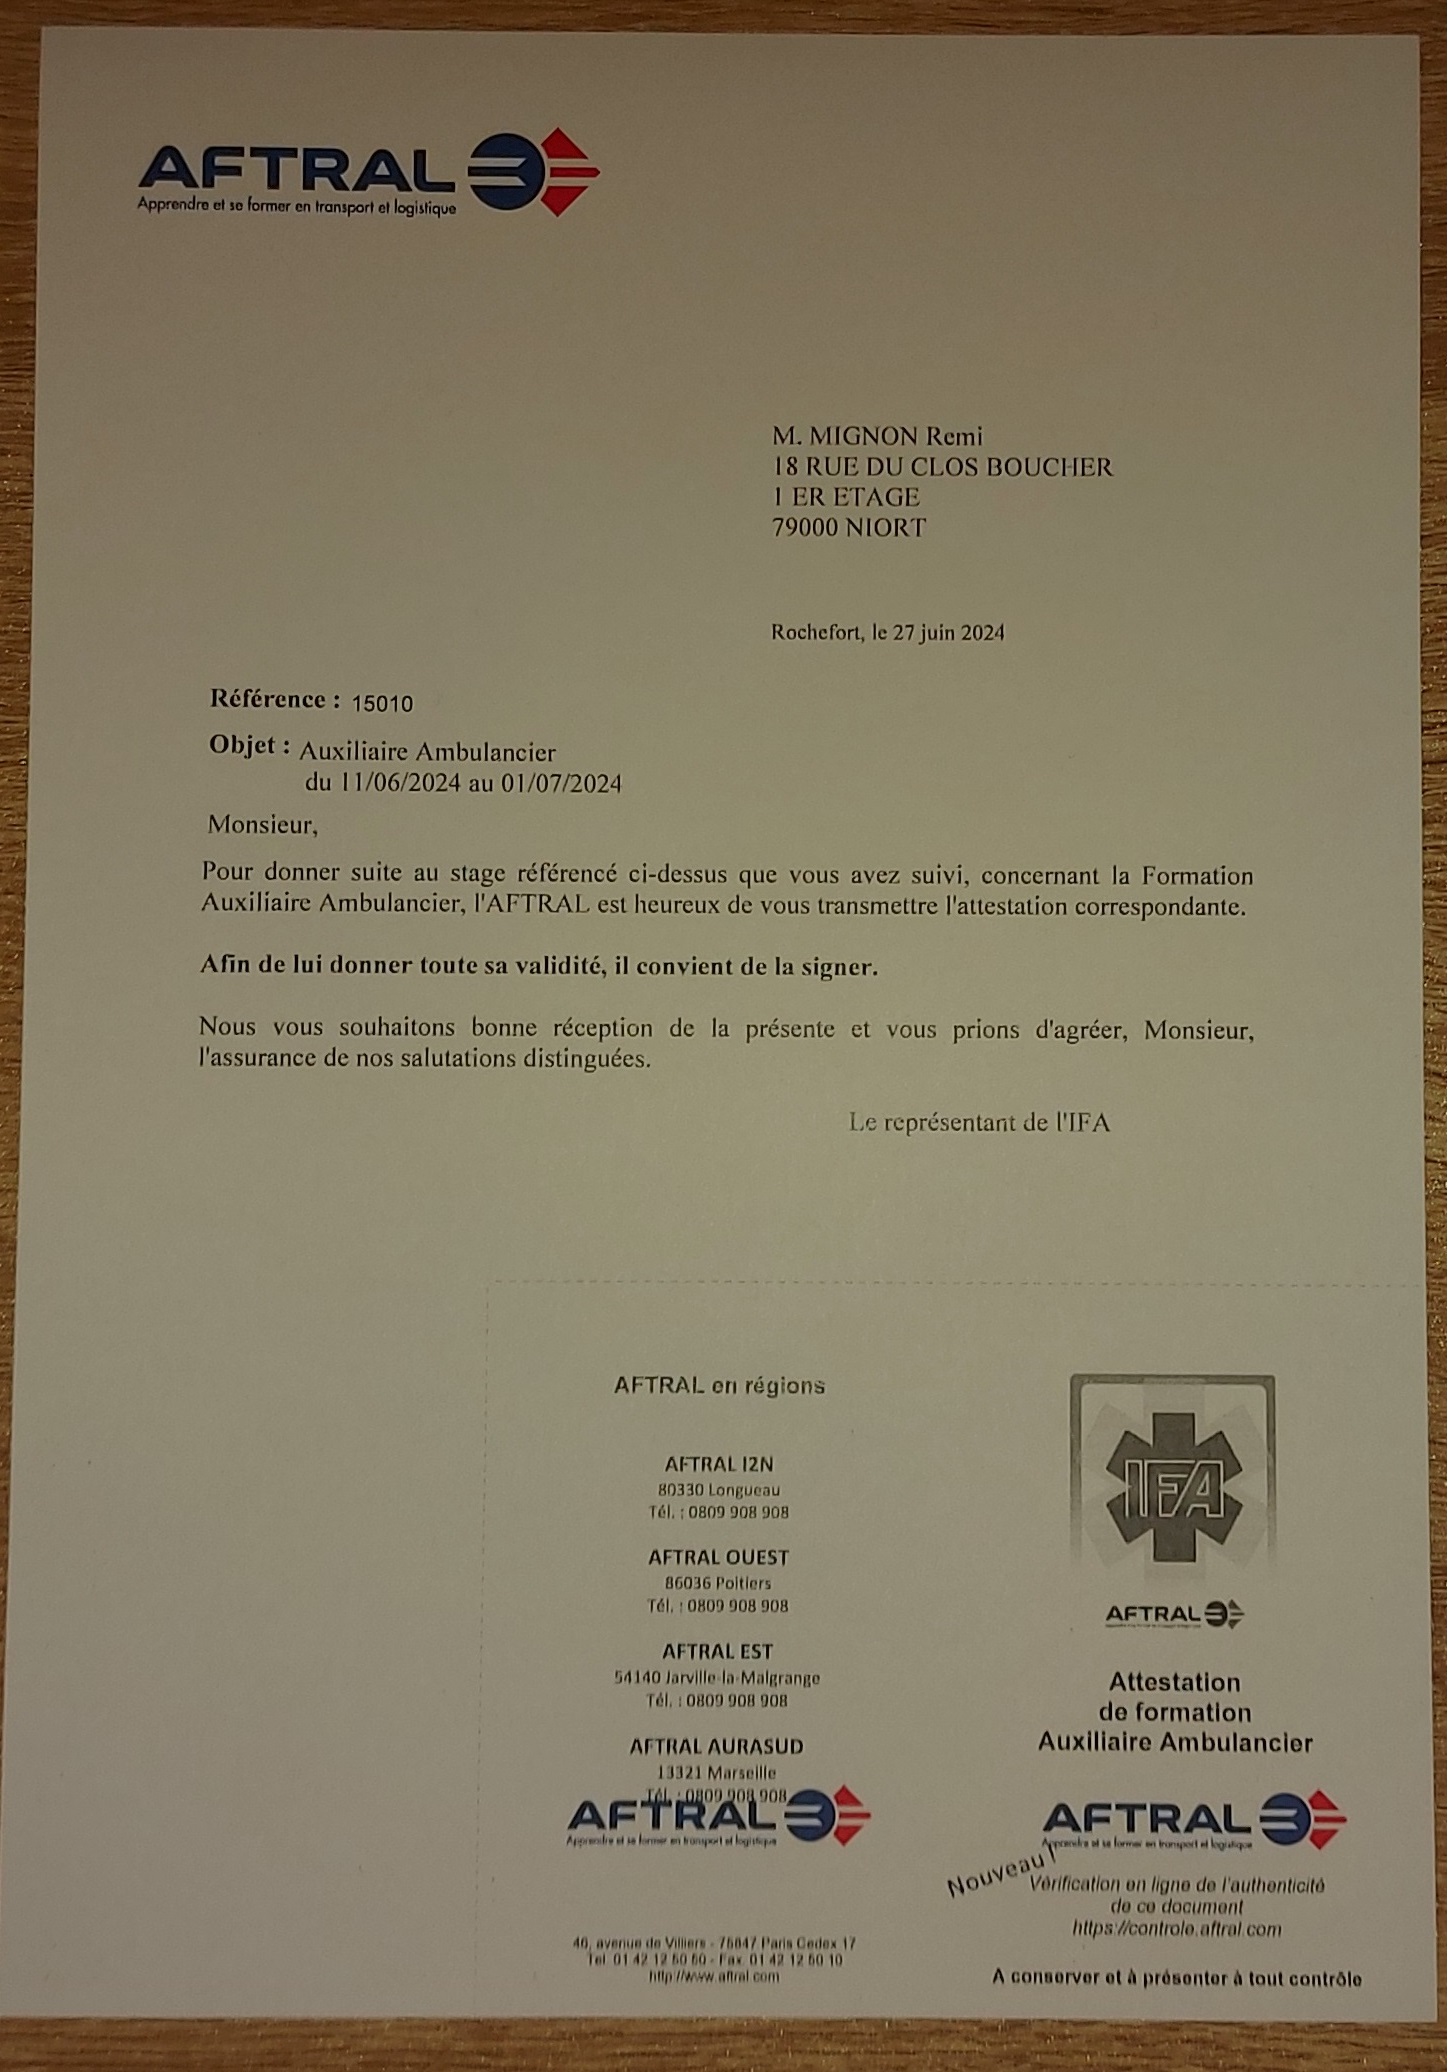 AFTRAL
Apprendre et se former en transport et logistique
M. MIGNON Remi
18 RUE DU CLOS BOUCHER
1 ER ETAGE
79000 NIORT
Rochefort, le 27 juin 2024
Référence : 15010
Objet : Auxiliaire Ambulancier
du 11/06/2024 au 01/07/2024
Monsieur,
Pour donner suite au stage référencé ci-dessus que vous avez suivi, concernant la Formation
Auxiliaire Ambulancier, l'AFTRAL est heureux de vous transmettre l'attestation correspondante.
Afin de lui donner toute sa validité, il convient de la signer.
Nous vous souhaitons bonne réception de la présente et vous prions d'agréer, Monsieur,
l'assurance de nos salutations distinguées.
Le représentant de l'IFA
AFTRAL en régions
AFTRAL I2N
80330 Longueau
Tél. : 0809 908 908
AFTRAL OUEST
86036 Poitiers
Tél. : 0809 908 908
AFTRAL EST
54140 Jarville-la-Malgrange
Tél. : 0809 908 908
AFTRAL AURASUD
13321 Marseille
Tél. : 0809 908 908
AFTRAL
Apprendre et se former en transport et logistique
46, avenue de Villiers - 75847 Paris Cedex 17
Tel. 01 42 12 50 50 - Fax. 01 42 12 50 10
http://www.aftral.com
IFA
AFTRAL
Attestation
de formation
Auxiliaire Ambulancier
AFTRAL
Apprendre et se former en transport et logistique
Nouveau !
Vérification en ligne de l'authenticité
de ce document
https://controle.aftral.com
A conserver et à présenter à tout contrôle